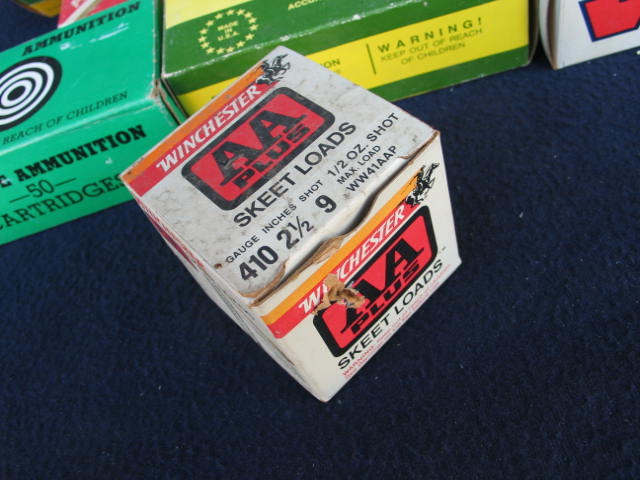 AMMUNITION
REACH OF CHILDREN
AMMUNITION
—50—
CARTRIDGES
MADE IN
U.S.A.
WARNING!
KEEP OUT OF REACH
OF CHILDREN
WINCHESTER
AA
PLUS
SKEET LOADS
GAUGE INCHES SHOT 1/2 OZ. SHOT
MAX. LOAD
410 2½ 9 WW41AAP
WINCHESTER
AA
PLUS
SKEET LOADS